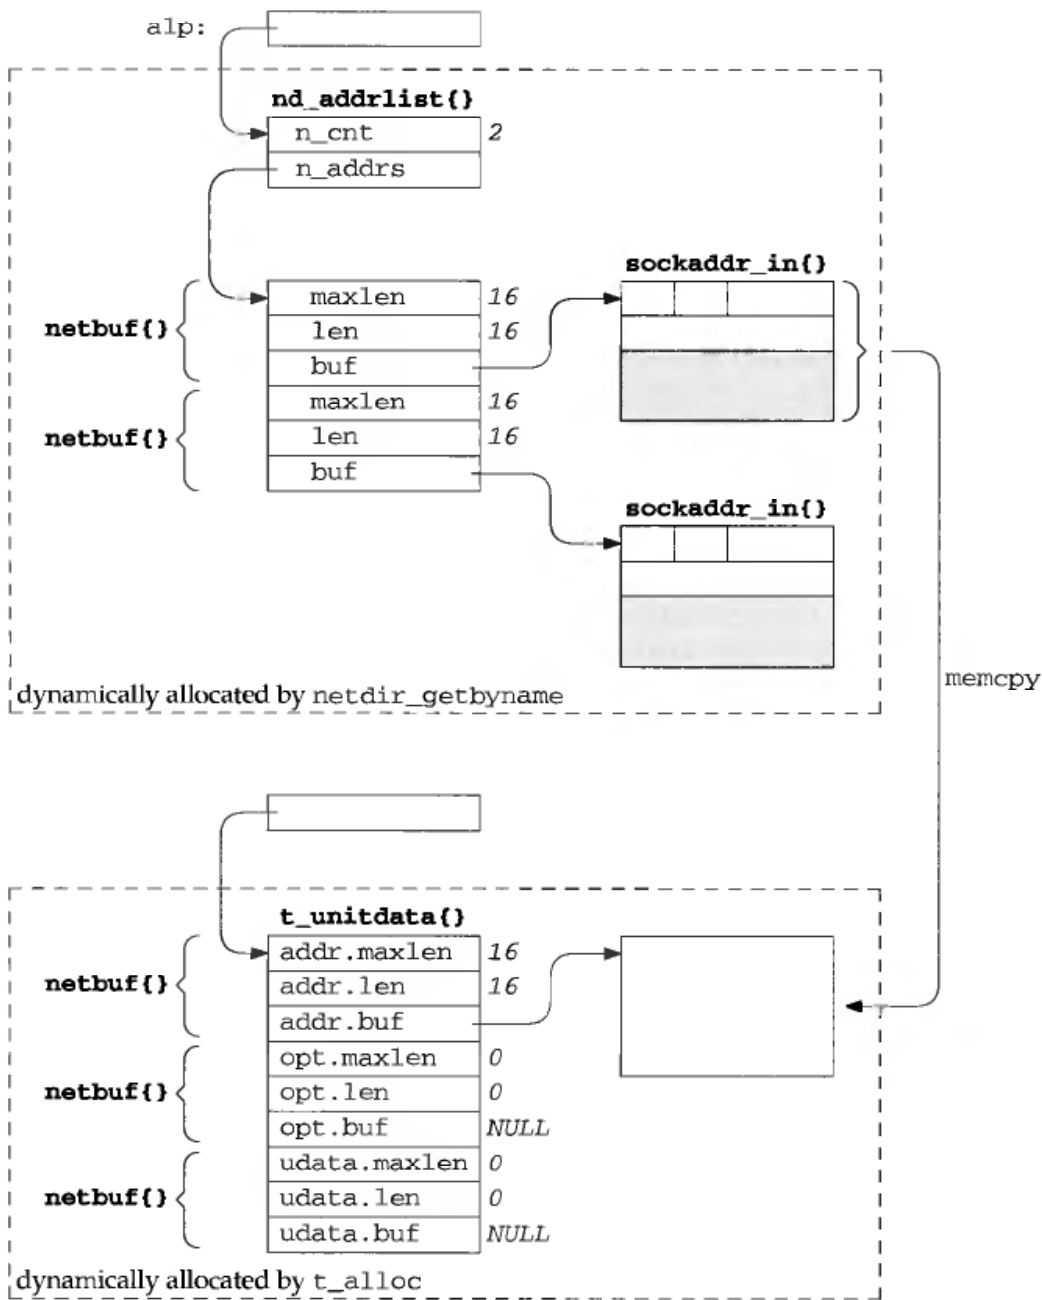 alp:
nd_addrlist{}
n_cnt 2
n_addrs
sockaddr_in{}
netbuf{}
maxlen 16
len 16
buf
netbuf{}
maxlen 16
len 16
buf
sockaddr_in{}
memcpy
dynamically allocated by netdir_getbyname
t_unitdata{}
netbuf{}
addr.maxlen 16
addr.len 16
addr.buf
netbuf{}
opt.maxlen 0
opt.len 0
opt.buf NULL
netbuf{}
udata.maxlen 0
udata.len 0
udata.buf NULL
dynamically allocated by t_alloc